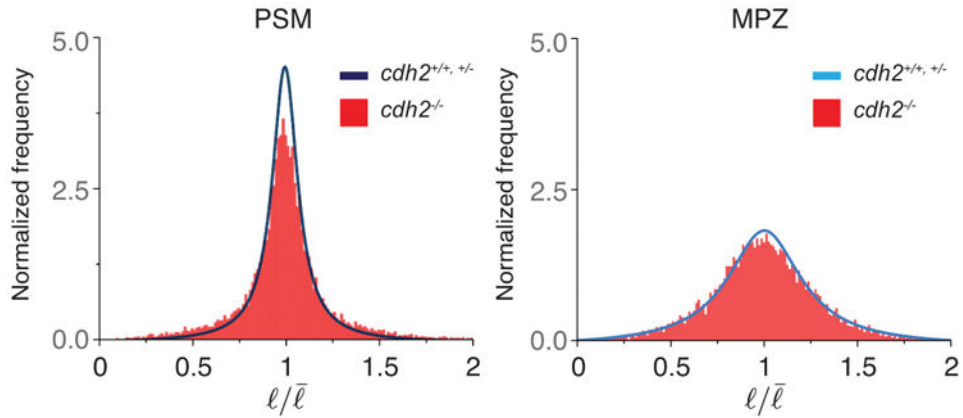 PSM
Normalized frequency
5.0
2.5
0.0
cdh2+/+, +/-
cdh2-/-
0
0.5
1
1.5
2
ℓ/ℓ̄
MPZ
Normalized frequency
5.0
2.5
0.0
cdh2+/+, +/-
cdh2-/-
0
0.5
1
1.5
2
ℓ/ℓ̄